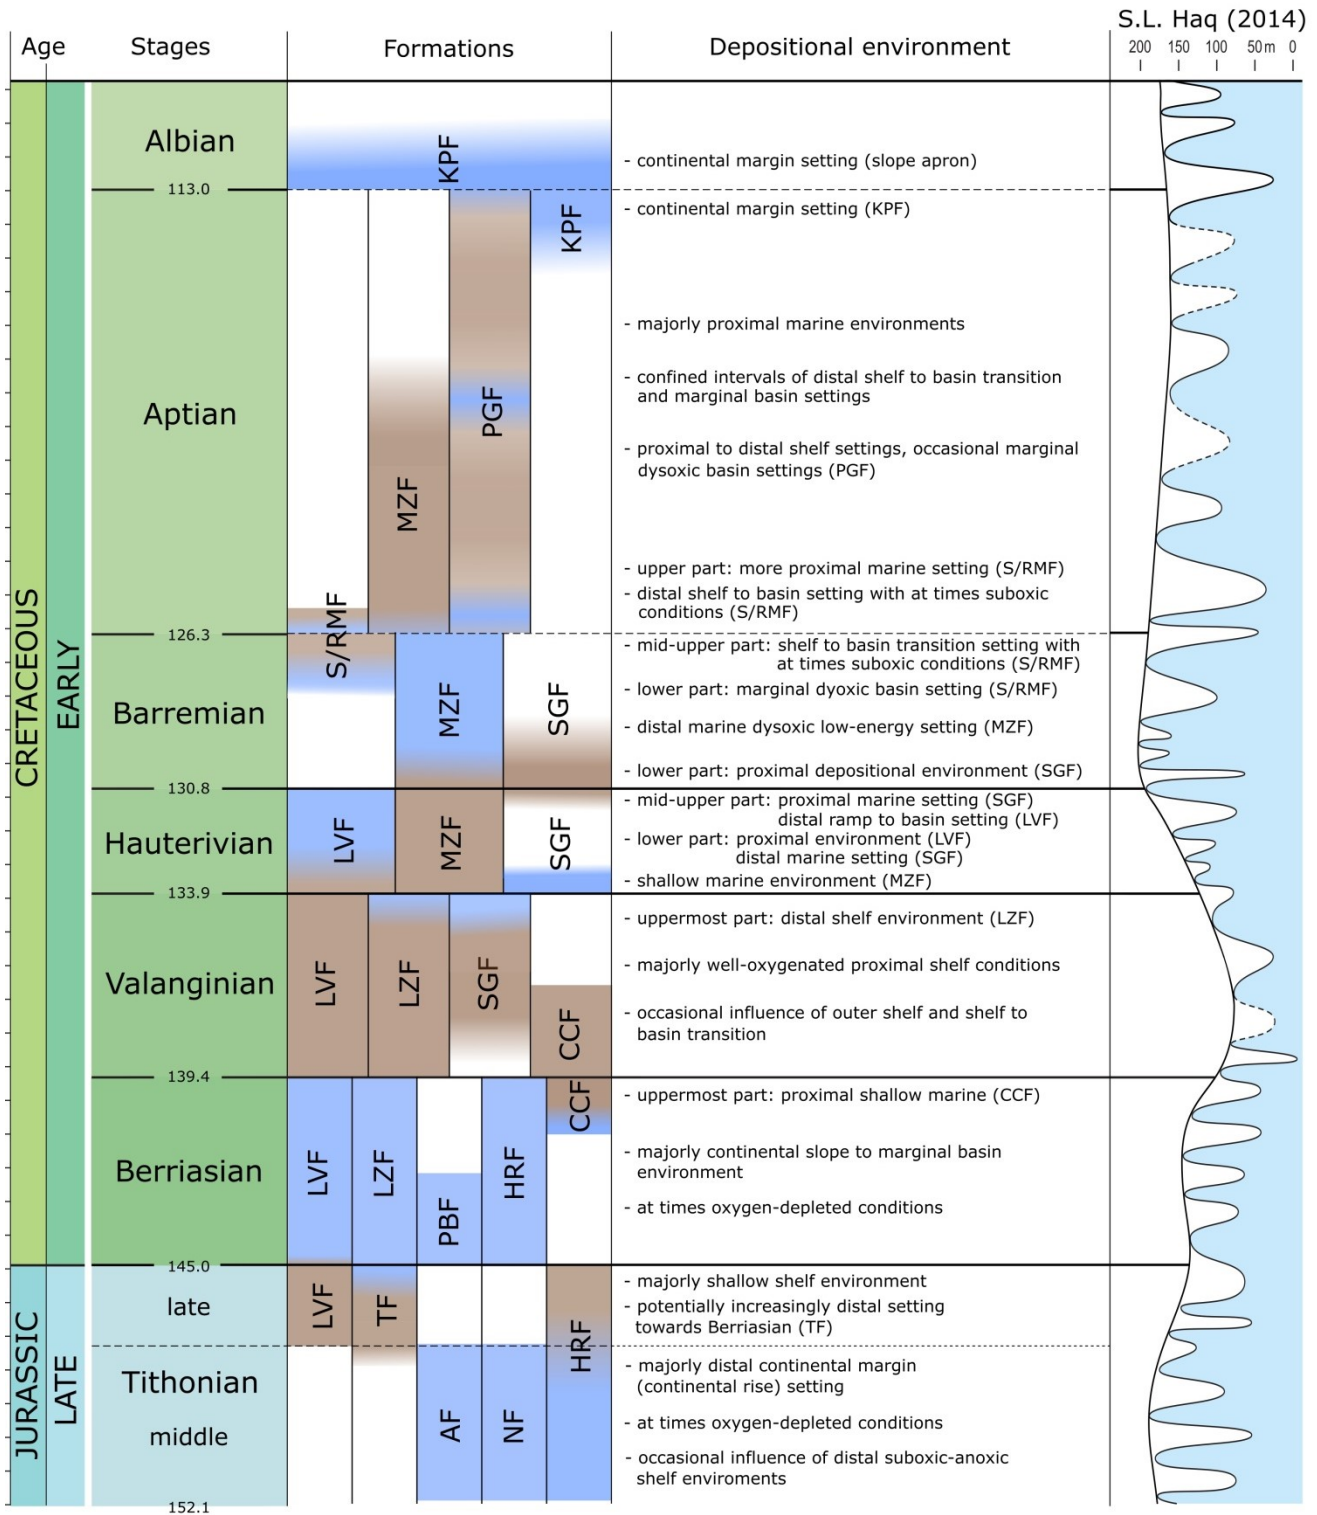 S.L. Haq (2014)
Age
Stages
Formations
Depositional environment
200 150 100 50 m 0
CRETACEOUS
EARLY
JURASSIC
LATE
Albian
KPF
- continental margin setting (slope apron)
113.0
- continental margin setting (KPF)
KPF
- majorly proximal marine environments
- confined intervals of distal shelf to basin transition
and marginal basin settings
Aptian
PGF
- proximal to distal shelf settings, occasional marginal
dysoxic basin settings (PGF)
MZF
- upper part: more proximal marine setting (S/RMF)
- distal shelf to basin setting with at times suboxic
conditions (S/RMF)
S/RMF
126.3
- mid-upper part: shelf to basin transition setting with
at times suboxic conditions (S/RMF)
- lower part: marginal dyoxic basin setting (S/RMF)
Barremian
MZF
SGF
- distal marine dysoxic low-energy setting (MZF)
- lower part: proximal depositional environment (SGF)
130.8
- mid-upper part: proximal marine setting (SGF)
distal ramp to basin setting (LVF)
Hauterivian
LVF
MZF
SGF
- lower part: proximal environment (LVF)
distal marine setting (SGF)
- shallow marine environment (MZF)
133.9
- uppermost part: distal shelf environment (LZF)
- majorly well-oxygenated proximal shelf conditions
Valanginian
LVF
LZF
SGF
CCF
- occasional influence of outer shelf and shelf to
basin transition
139.4
- uppermost part: proximal shallow marine (CCF)
CCF
- majorly continental slope to marginal basin
environment
Berriasian
LVF
LZF
PBF
HRF
- at times oxygen-depleted conditions
145.0
- majorly shallow shelf environment
late
LVF
TF
HRF
- potentially increasingly distal setting
towards Berriasian (TF)
- majorly distal continental margin
(continental rise) setting
Tithonian
- at times oxygen-depleted conditions
middle
AF
NF
- occasional influence of distal suboxic-anoxic
shelf enviroments
152.1